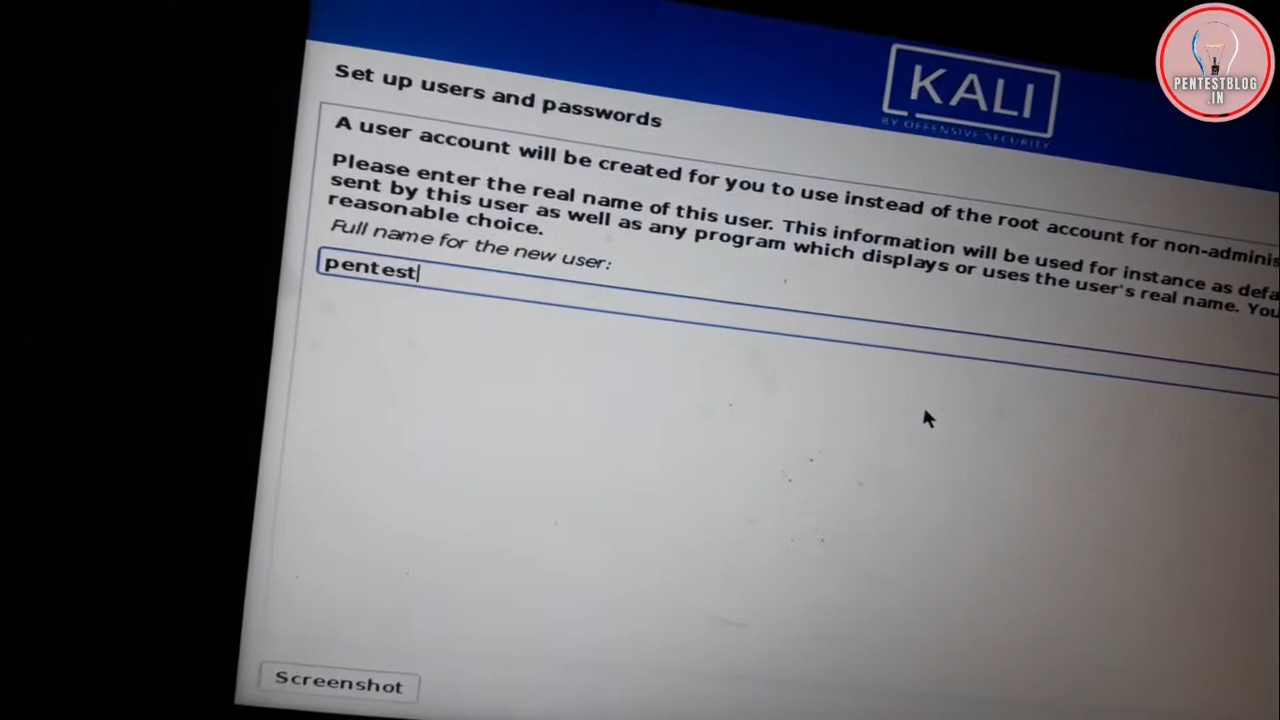 PENTESTBLOG
.IN
KALI
BY OFFENSIVE SECURITY
Set up users and passwords
A user account will be created for you to use instead of the root account for non-adminis
Please enter the real name of this user. This information will be used for instance as defa
sent by this user as well as any program which displays or uses the user's real name. You
reasonable choice.
Full name for the new user:
pentest
Screenshot